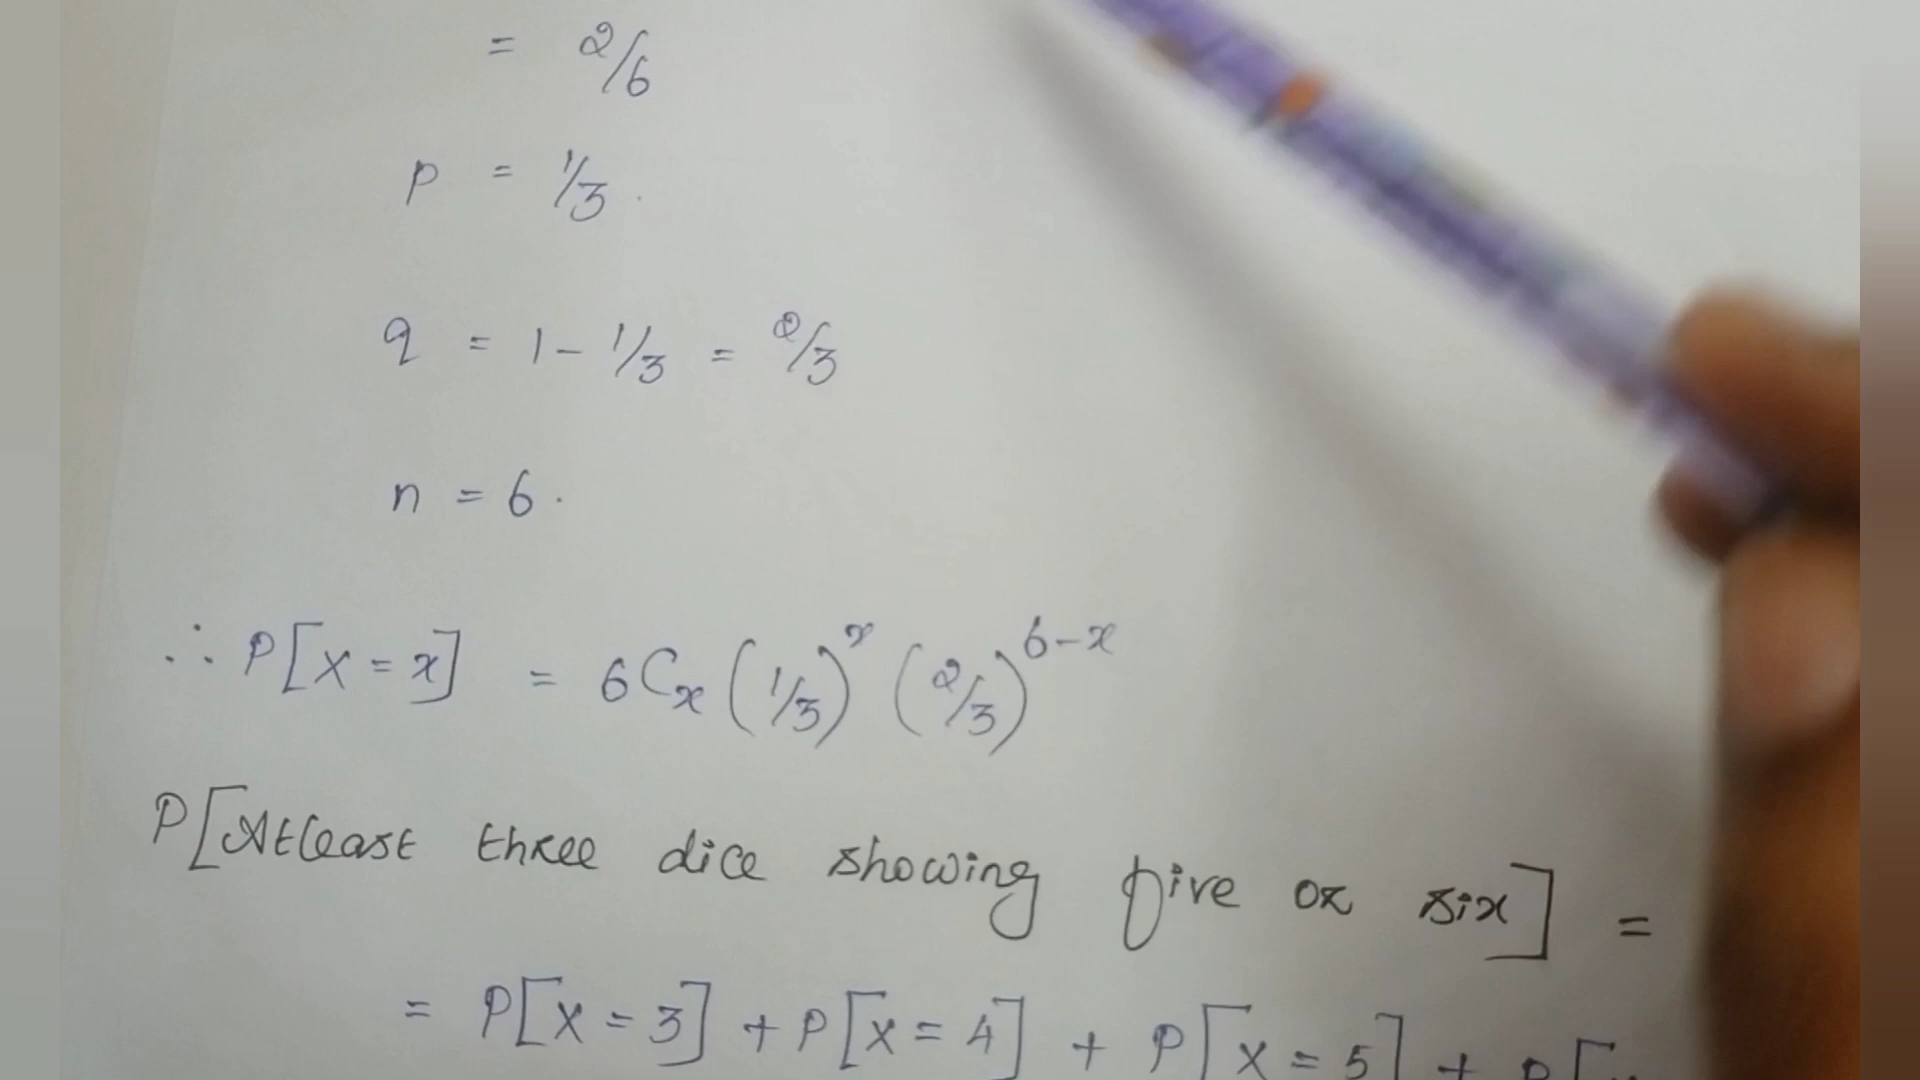 = 2/6
p = 1/3.
q = 1 - 1/3 = 2/3
n = 6.
∴ P[X = x] = 6Cx (1/3)^x (2/3)^6-x
P[Atleast three dice showing five or six] =
= P[X = 3] + P[X = 4] + P[X = 5] + P[